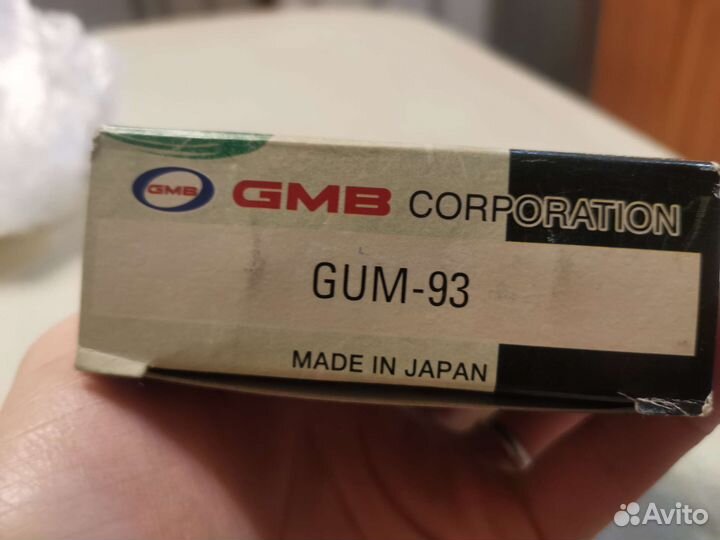 GMB GMB CORPORATION
GUM-93
MADE IN JAPAN
Avito